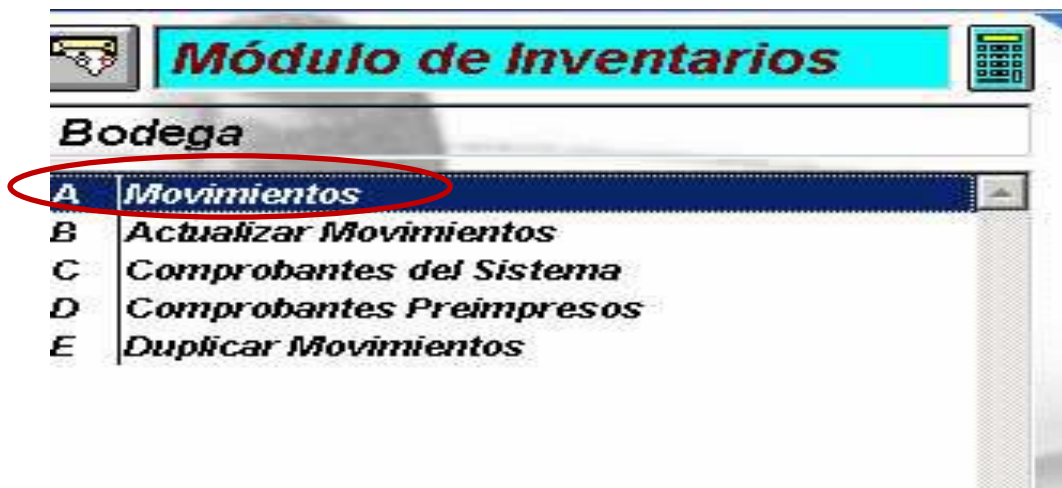 Módulo de Inventarios
Bodega
A Movimientos
B Actualizar Movimientos
C Comprobantes del Sistema
D Comprobantes Preimpresos
E Duplicar Movimientos